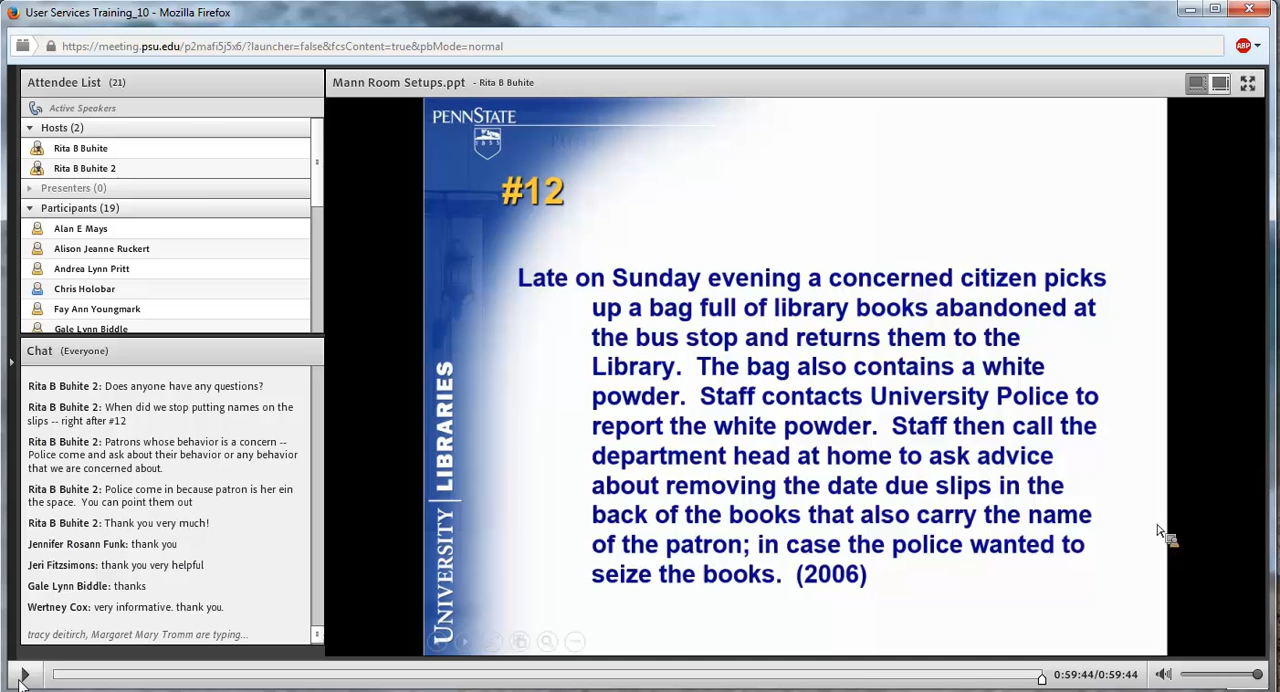 User Services Training_10 - Mozilla Firefox
https://meeting.psu.edu/p2mafi5j5x6/?launcher=false&fcsContent=true&pbMode=normal
ABP
Attendee List (21)
Active Speakers
Hosts (2)
Rita B Buhite
Rita B Buhite 2
Presenters (0)
Participants (19)
Alan E Mays
Alison Jeanne Ruckert
Andrea Lynn Pritt
Chris Holobar
Fay Ann Youngmark
Gale Lynn Biddle
Chat (Everyone)
Rita B Buhite 2: Does anyone have any questions?
Rita B Buhite 2: When did we stop putting names on the
slips -- right after #12
Rita B Buhite 2: Patrons whose behavior is a concern --
Police come and ask about their behavior or any behavior
that we are concerned about.
Rita B Buhite 2: Police come in because patron is her ein
the space. You can point them out
Rita B Buhite 2: Thank you very much!
Jennifer Rosann Funk: thank you
Jeri Fitzsimons: thank you very helpful
Gale Lynn Biddle: thanks
Wertney Cox: very informative. thank you.
tracy deitirch, Margaret Mary Tromm are typing...
Mann Room Setups.ppt - Rita B Buhite
PENNSTATE
1855
#12
Late on Sunday evening a concerned citizen picks
up a bag full of library books abandoned at
the bus stop and returns them to the
Library. The bag also contains a white
powder. Staff contacts University Police to
report the white powder. Staff then call the
department head at home to ask advice
about removing the date due slips in the
back of the books that also carry the name
of the patron; in case the police wanted to
seize the books. (2006)
UNIVERSITY LIBRARIES
0:59:44/0:59:44